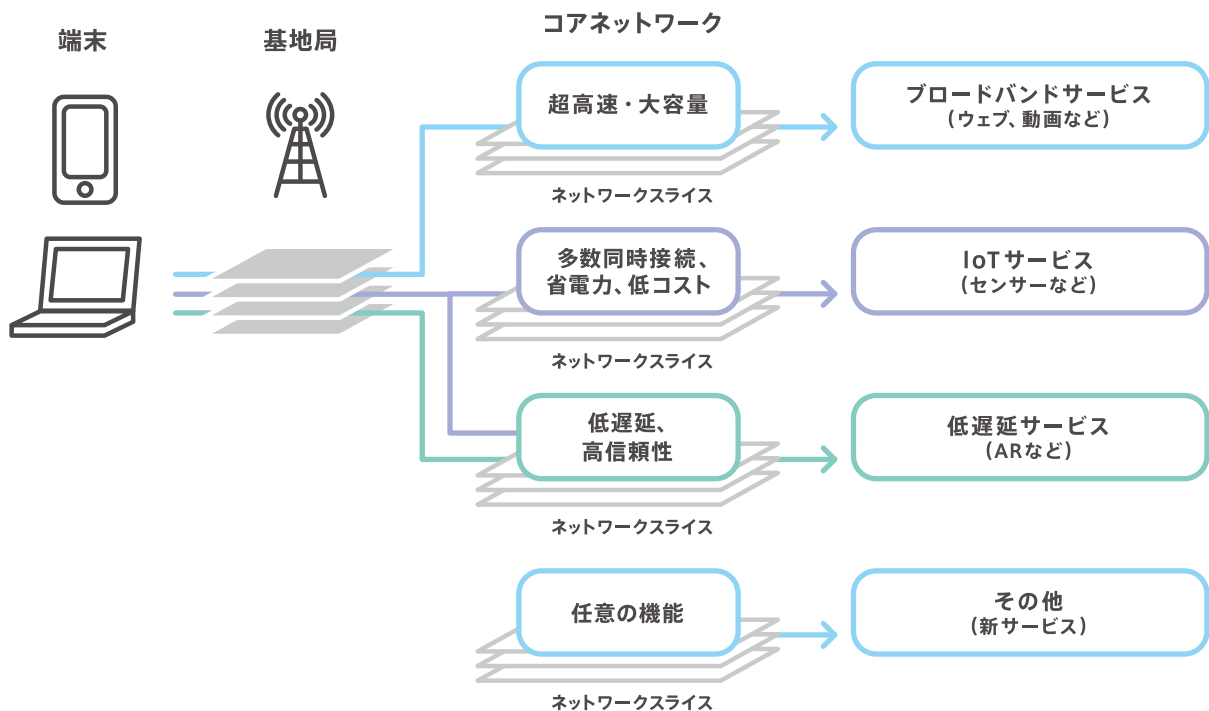 端末
基地局
コアネットワーク
超高速・大容量
ネットワークスライス
ブロードバンドサービス
(ウェブ、動画など)
多数同時接続、
省電力、低コスト
ネットワークスライス
IoTサービス
(センサーなど)
低遅延、
高信頼性
ネットワークスライス
低遅延サービス
(ARなど)
任意の機能
ネットワークスライス
その他
(新サービス)